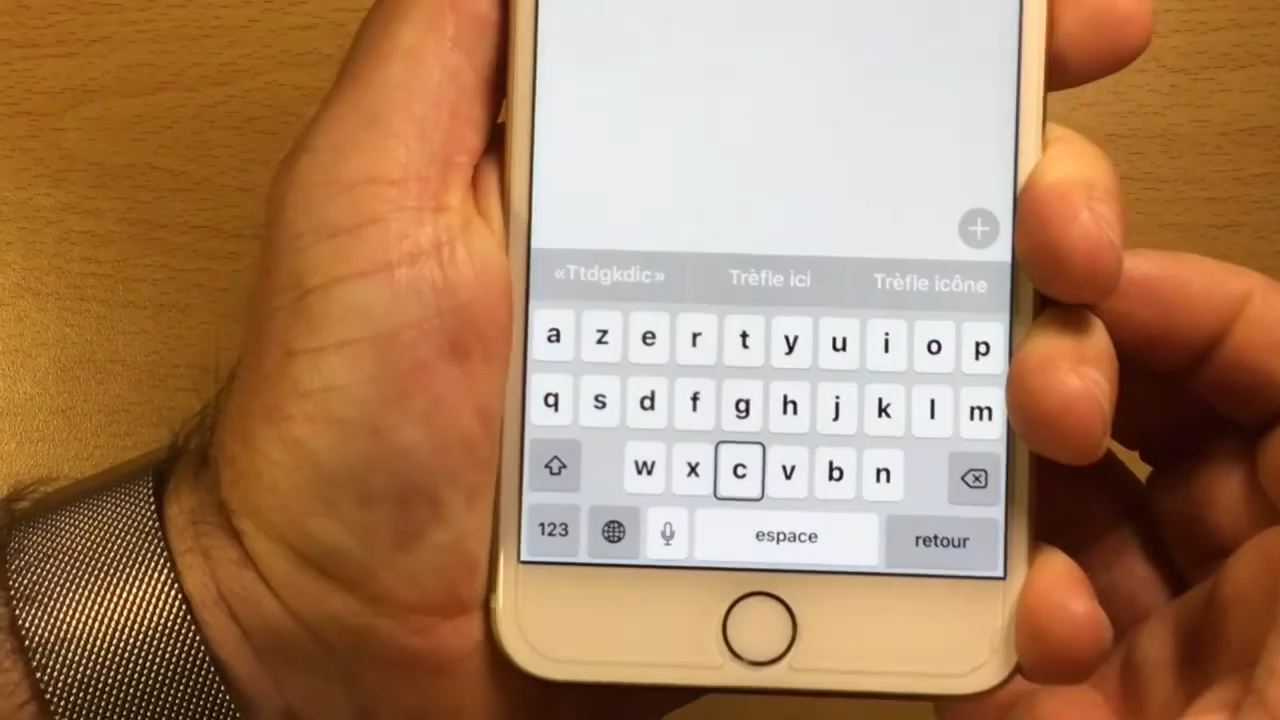 «Ttdgkdic» Trèfle ici Trèfle icône
a z e r t y u i o p
q s d f g h j k l m
w x c v b n
123 espace retour